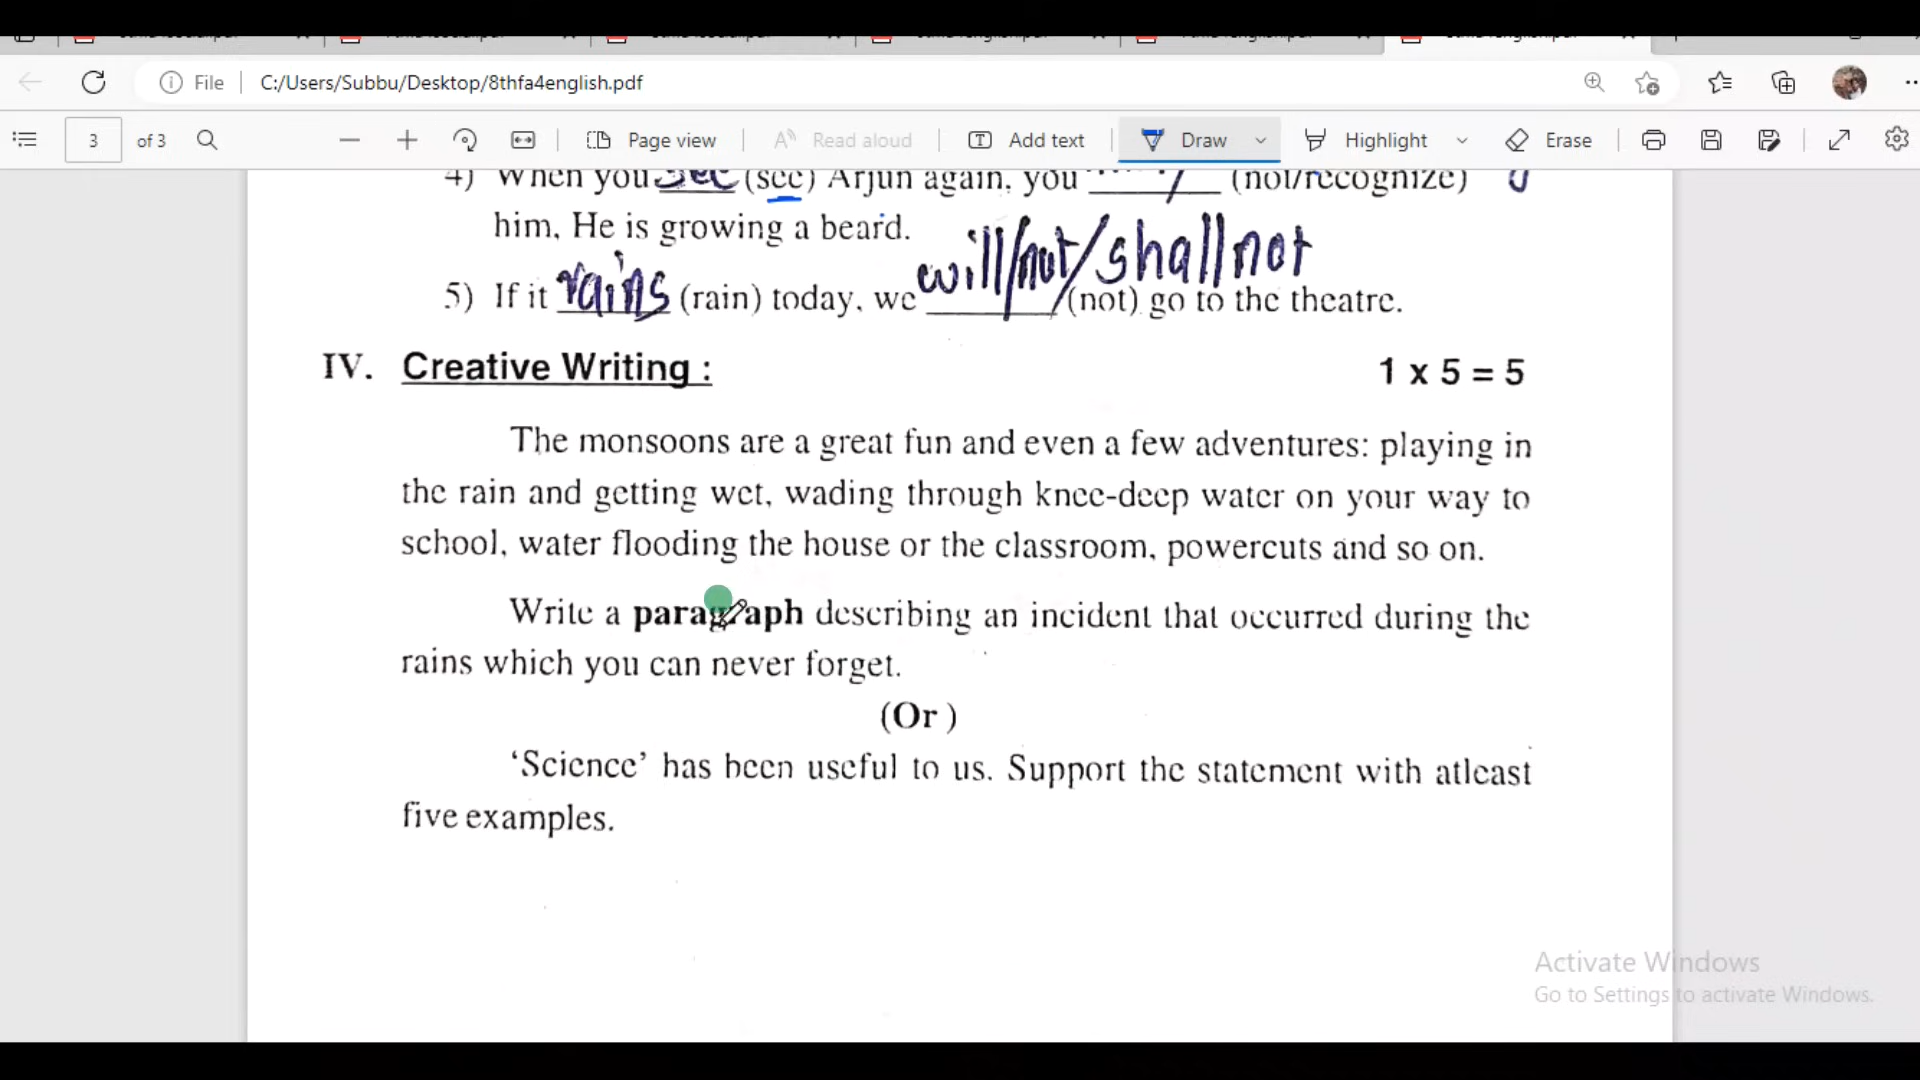 File C:/Users/Subbu/Desktop/8thfa4english.pdf
3 of 3 Page view Read aloud Add text Draw Highlight Erase
4) When you see (see) Arjun again, you ______ (not/recognize)
him, He is growing a beard.
will/not/shall not
5) If it rains (rain) today, we ______ (not) go to the theatre.
IV. Creative Writing : 1 x 5 = 5
The monsoons are a great fun and even a few adventures: playing in
the rain and getting wet, wading through knee-deep water on your way to
school, water flooding the house or the classroom, powercuts and so on.
Write a paragraph describing an incident that occurred during the
rains which you can never forget.
(Or )
‘Science’ has been useful to us. Support the statement with atleast
five examples.
Activate Windows
Go to Settings to activate Windows.